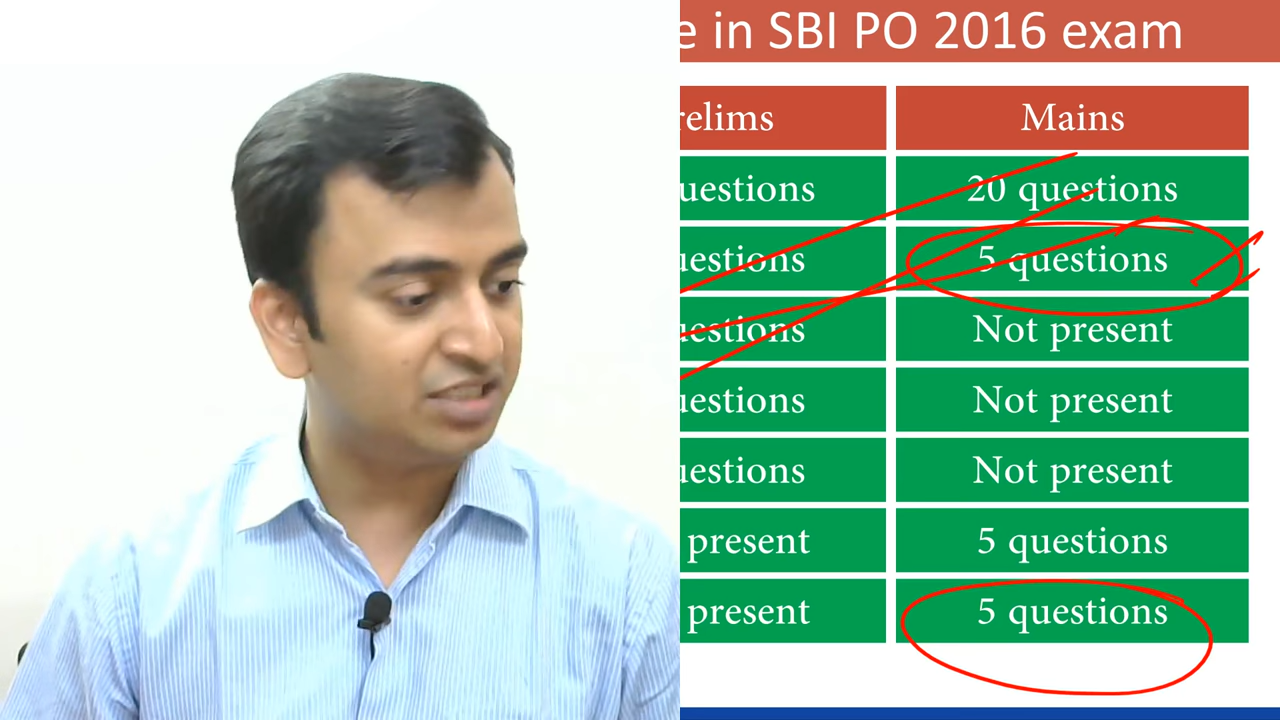 e in SBI PO 2016 exam
relims Mains
uestions 20 questions
uestions 5 questions
uestions Not present
uestions Not present
uestions Not present
present 5 questions
present 5 questions